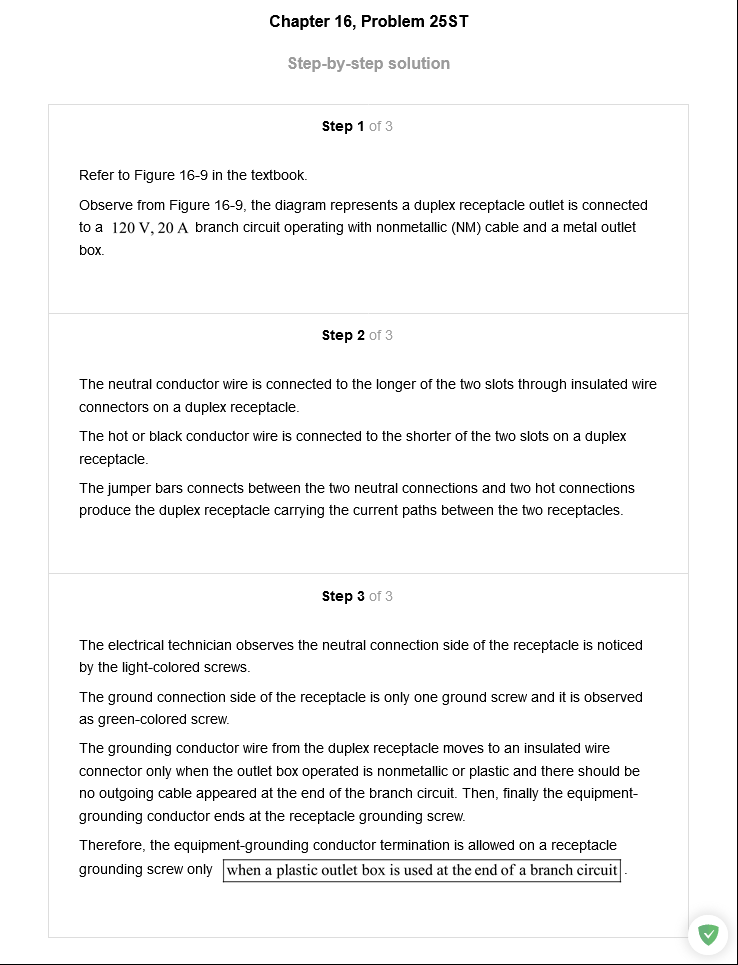 Chapter 16, Problem 25ST
Step-by-step solution
Step 1 of 3
Refer to Figure 16-9 in the textbook.
Observe from Figure 16-9, the diagram represents a duplex receptacle outlet is connected
to a 120 V, 20 A branch circuit operating with nonmetallic (NM) cable and a metal outlet
box.
Step 2 of 3
The neutral conductor wire is connected to the longer of the two slots through insulated wire
connectors on a duplex receptacle.
The hot or black conductor wire is connected to the shorter of the two slots on a duplex
receptacle.
The jumper bars connects between the two neutral connections and two hot connections
produce the duplex receptacle carrying the current paths between the two receptacles.
Step 3 of 3
The electrical technician observes the neutral connection side of the receptacle is noticed
by the light-colored screws.
The ground connection side of the receptacle is only one ground screw and it is observed
as green-colored screw.
The grounding conductor wire from the duplex receptacle moves to an insulated wire
connector only when the outlet box operated is nonmetallic or plastic and there should be
no outgoing cable appeared at the end of the branch circuit. Then, finally the equipment-
grounding conductor ends at the receptacle grounding screw.
Therefore, the equipment-grounding conductor termination is allowed on a receptacle
grounding screw only when a plastic outlet box is used at the end of a branch circuit.